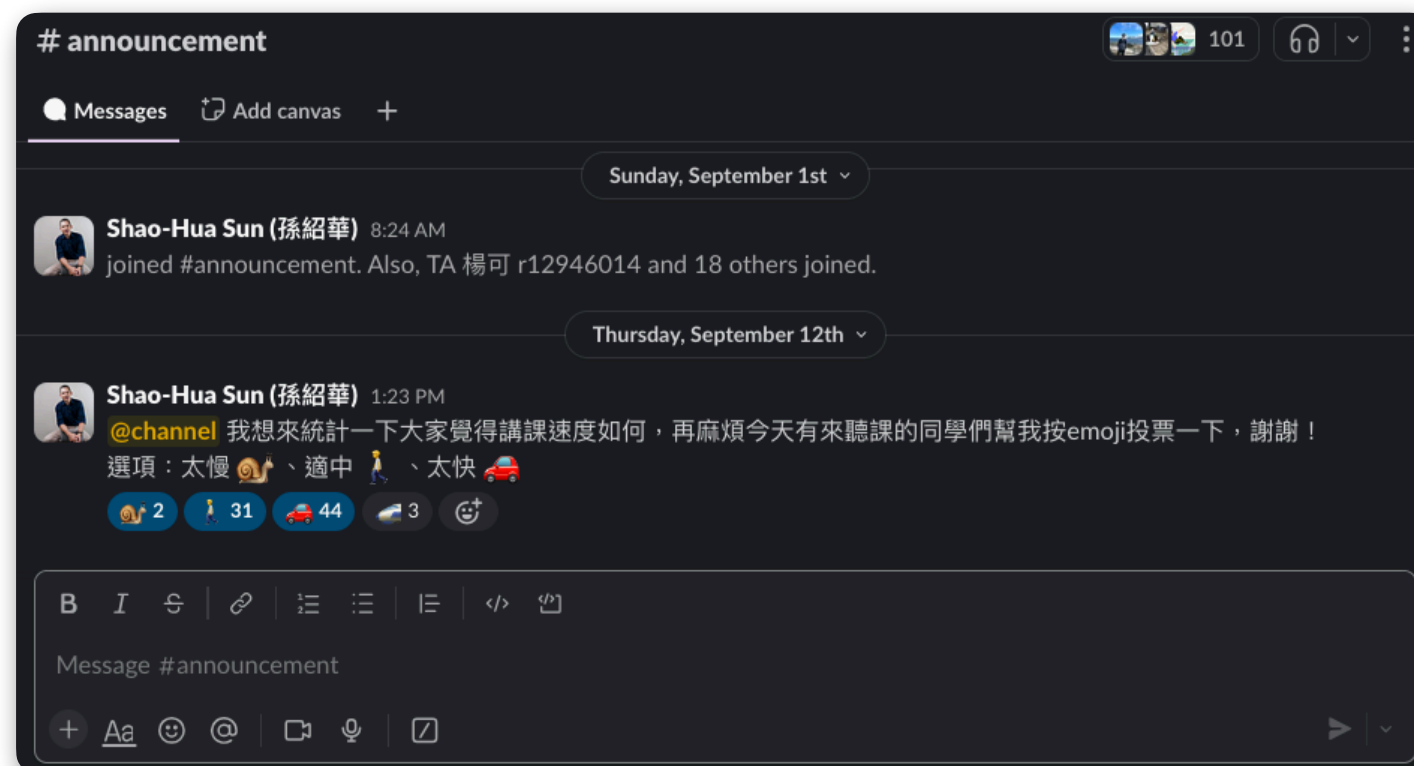 # announcement
101
Messages Add canvas +
Sunday, September 1st
Shao-Hua Sun (孫紹華) 8:24 AM
joined #announcement. Also, TA 楊可 r12946014 and 18 others joined.
Thursday, September 12th
Shao-Hua Sun (孫紹華) 1:23 PM
@channel 我想來統計一下大家覺得講課速度如何，再麻煩今天有來聽課的同學們幫我按emoji投票一下，謝謝！
選項：太慢 🐌、適中 🚶、太快 🚗
2 31 44 3
B I S
Message #announcement
+ Aa @